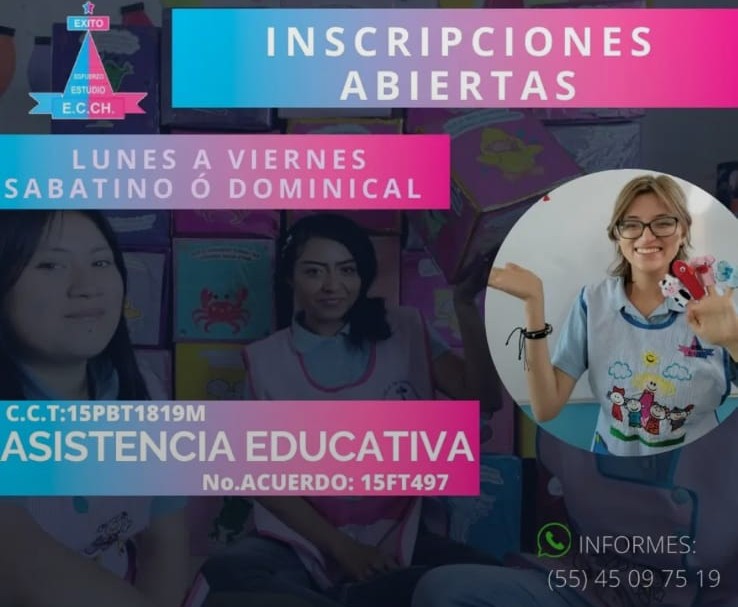 EXITO
ESFUERZO
ESTUDIO
E.C.CH.
INSCRIPCIONES
ABIERTAS
LUNES A VIERNES
SABATINO Ó DOMINICAL
C.C.T:15PBT1819M
ASISTENCIA EDUCATIVA
No.ACUERDO: 15FT497
INFORMES:
(55) 45 09 75 19